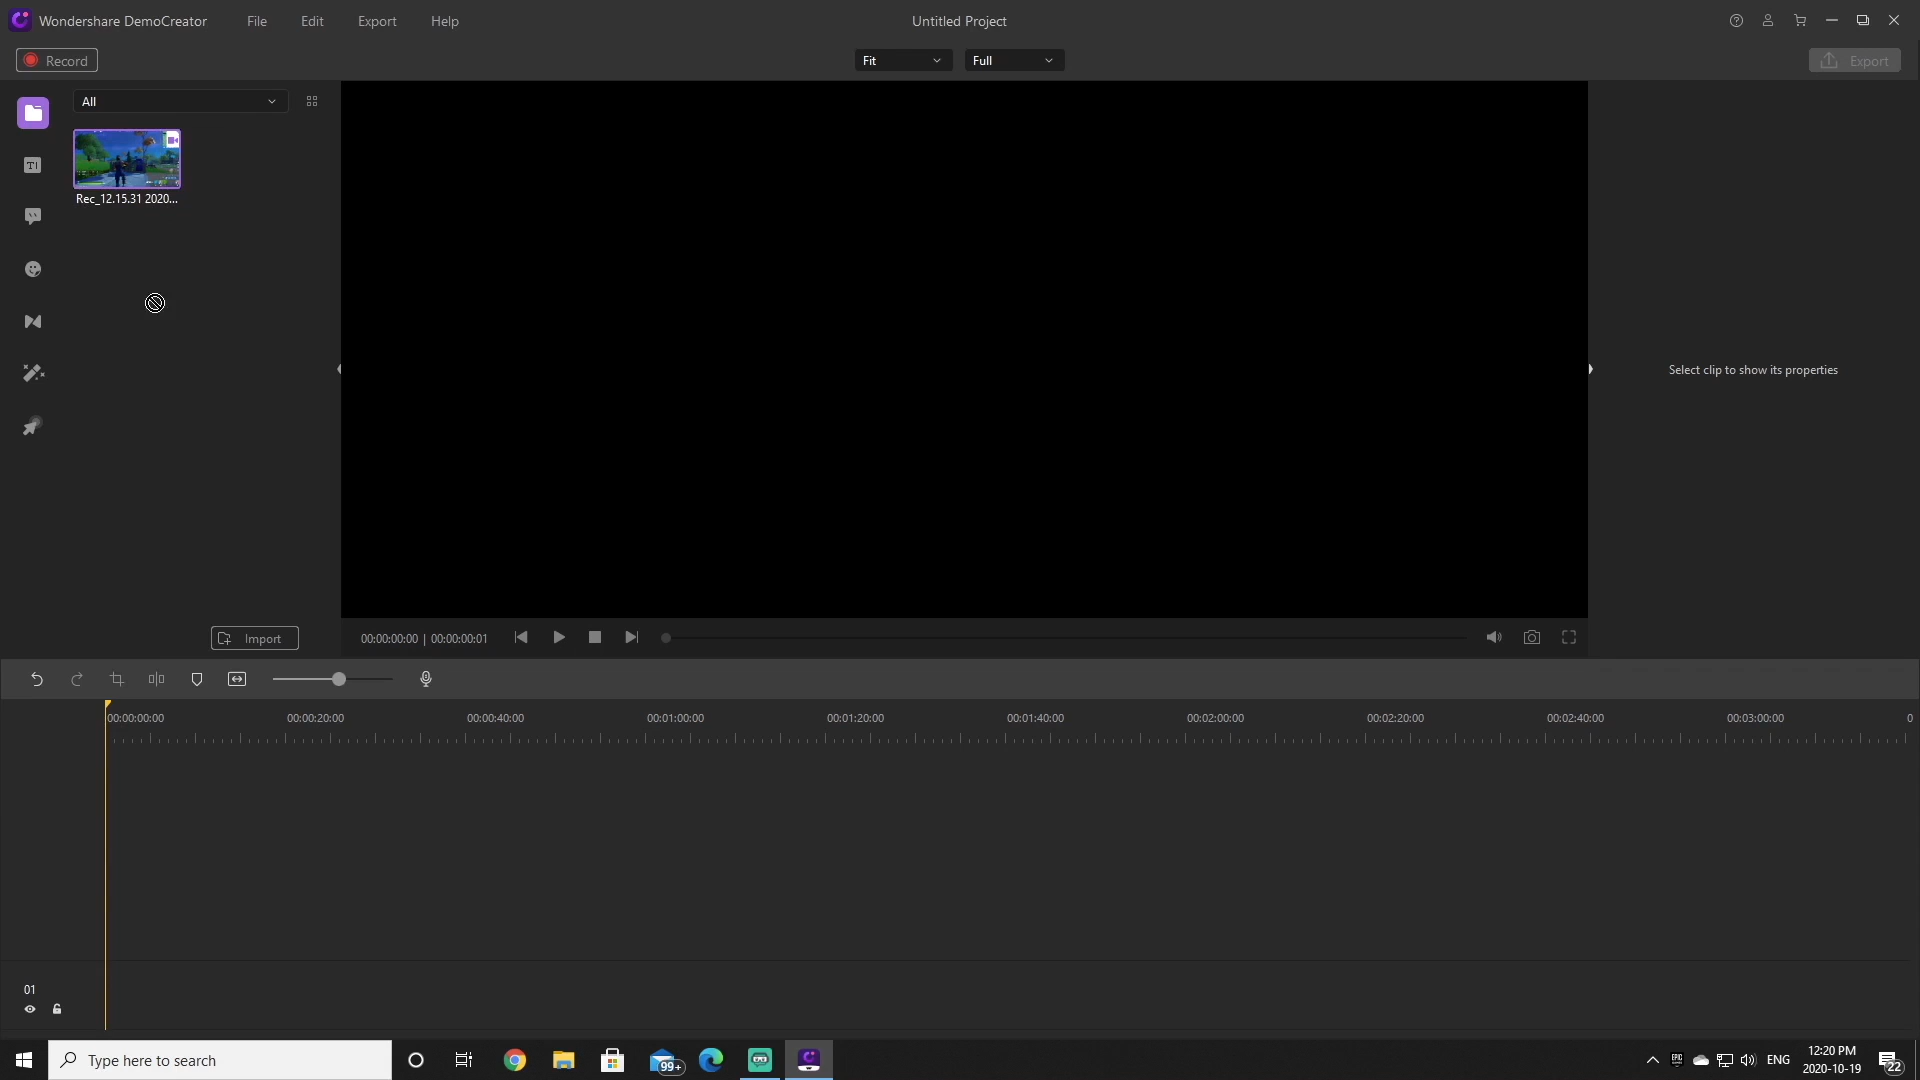 Wondershare DemoCreator File Edit Export Help Untitled Project
Record Fit Full Export
All
Rec_12.15.31 2020...
Select clip to show its properties
Import 00:00:00:00 | 00:00:00:01
00:00:00:00 00:00:20:00 00:00:40:00 00:01:00:00 00:01:20:00 00:01:40:00 00:02:00:00 00:02:20:00 00:02:40:00 00:03:00:00 0
01
Type here to search 99+ ENG 12:20 PM
2020-10-19 22